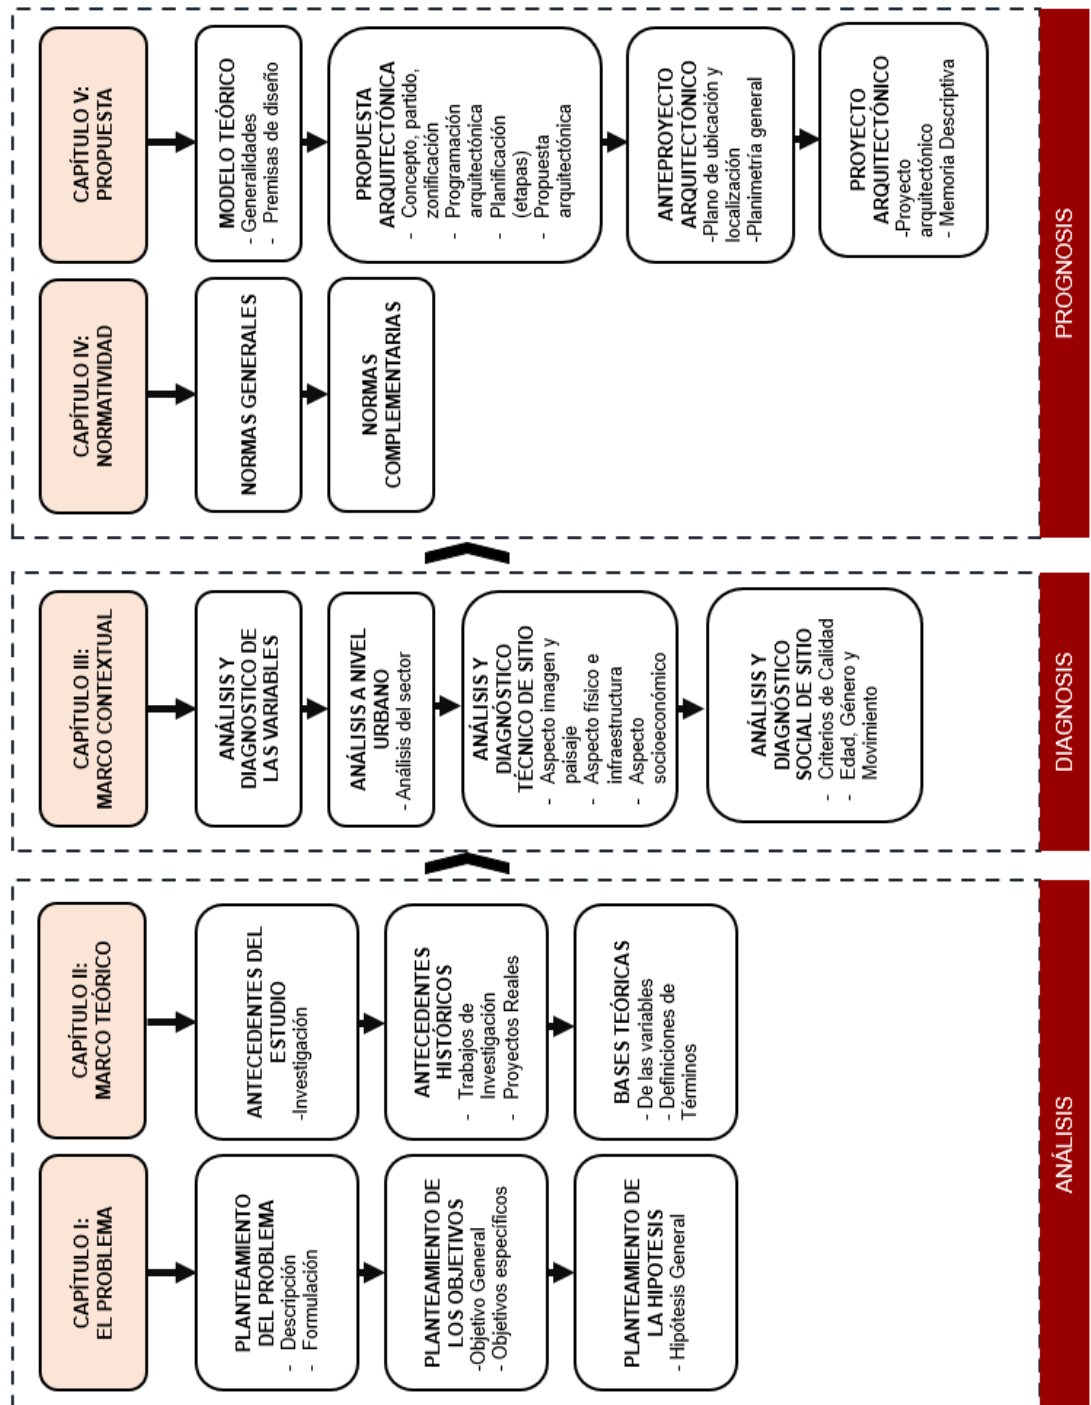 CAPÍTULO I:
EL PROBLEMA
PLANTEAMIENTO
DEL PROBLEMA
- Descripción
- Formulación
PLANTEAMIENTO DE
LOS OBJETIVOS
-Objetivo General
- Objetivos específicos
PLANTEAMIENTO DE
LA HIPOTESIS
- Hipótesis General
CAPÍTULO II:
MARCO TEÓRICO
ANTECEDENTES DEL
ESTUDIO
-Investigación
ANTECEDENTES
HISTÓRICOS
- Trabajos de
Investigación
- Proyectos Reales
BASES TEÓRICAS
- De las variables
- Definiciones de
Términos
ANÁLISIS
CAPÍTULO III:
MARCO CONTEXTUAL
ANÁLISIS Y
DIAGNOSTICO DE
LAS VARIABLES
ANÁLISIS A NIVEL
URBANO
- Análisis del sector
ANÁLISIS Y
DIAGNÓSTICO
TÉCNICO DE SITIO
- Aspecto imagen y
paisaje
- Aspecto físico e
infraestructura
- Aspecto
socioeconómico
ANÁLISIS Y
DIAGNÓSTICO
SOCIAL DE SITIO
- Criterios de Calidad
- Edad, Género y
Movimiento
DIAGNOSIS
CAPÍTULO IV:
NORMATIVIDAD
NORMAS GENERALES
NORMAS
COMPLEMENTARIAS
CAPÍTULO V:
PROPUESTA
MODELO TEÓRICO
- Generalidades
- Premisas de diseño
PROPUESTA
ARQUITECTÓNICA
- Concepto, partido,
zonificación
- Programación
arquitectónica
- Planificación
(etapas)
- Propuesta
arquitectónica
ANTEPROYECTO
ARQUITECTÓNICO
-Plano de ubicación y
localización
-Planimetría general
PROYECTO
ARQUITECTÓNICO
-Proyecto
arquitectónico
- Memoria Descriptiva
PROGNOSIS